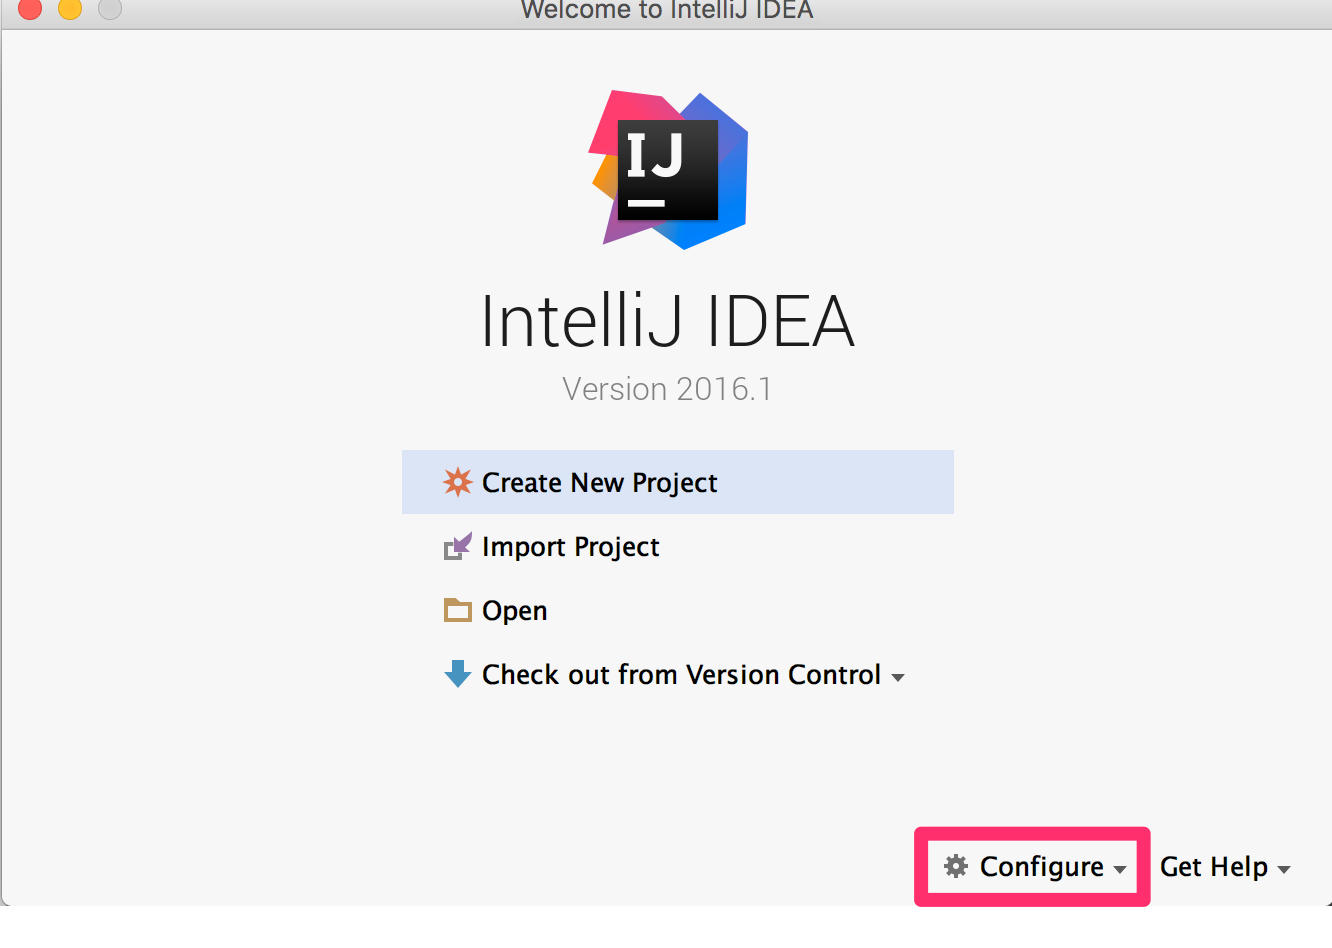 Welcome to IntelliJ IDEA
IJ
IntelliJ IDEA
Version 2016.1
Create New Project
Import Project
Open
Check out from Version Control
Configure
Get Help